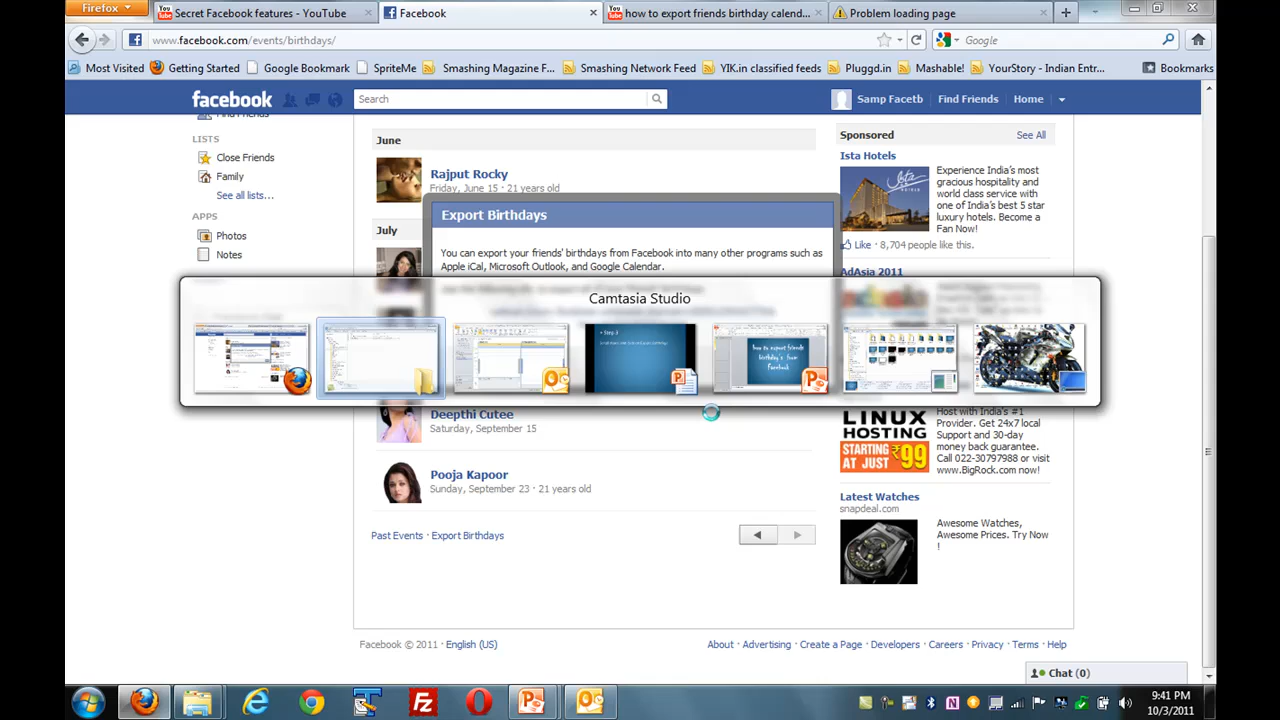 Firefox
Secret Facebook features - YouTube
Facebook
how to export friends birthday calend...
Problem loading page
www.facebook.com/events/birthdays/
Google
Most Visited
Getting Started
Google Bookmark
SpriteMe
Smashing Magazine F...
Smashing Network Feed
YIK.in classified feeds
Pluggd.in
Mashable!
YourStory - Indian Entr...
Bookmarks
facebook
Search
Samp Facetb
Find Friends
Home
Find Friends
LISTS
Close Friends
Family
See all lists...
APPS
Photos
Notes
June
Rajput Rocky
Friday, June 15 · 21 years old
July
Export Birthdays
You can export your friends' birthdays from Facebook into many other programs such as
Apple iCal, Microsoft Outlook, and Google Calendar.
Camtasia Studio
how to export friends
birthday's from
Facebook
Deepthi Cutee
Saturday, September 15
Pooja Kapoor
Sunday, September 23 · 21 years old
Past Events · Export Birthdays
Sponsored
See All
Ista Hotels
Experience India's most
gracious hospitality and
world class service with
one of India's best 5 star
luxury hotels. Become a
Fan Now!
Like · 8,704 people like this.
AdAsia 2011
LINUX
HOSTING
STARTING
AT JUST ₹99
Host with India's #1
Provider. Get 24x7 local
Support and 30-day
money back guarantee.
Call 022-30797988 or visit
www.BigRock.com now!
Latest Watches
snapdeal.com
Awesome Watches,
Awesome Prices. Try Now
!
Facebook © 2011 · English (US)
About · Advertising · Create a Page · Developers · Careers · Privacy · Terms · Help
Chat (0)
9:41 PM
10/3/2011